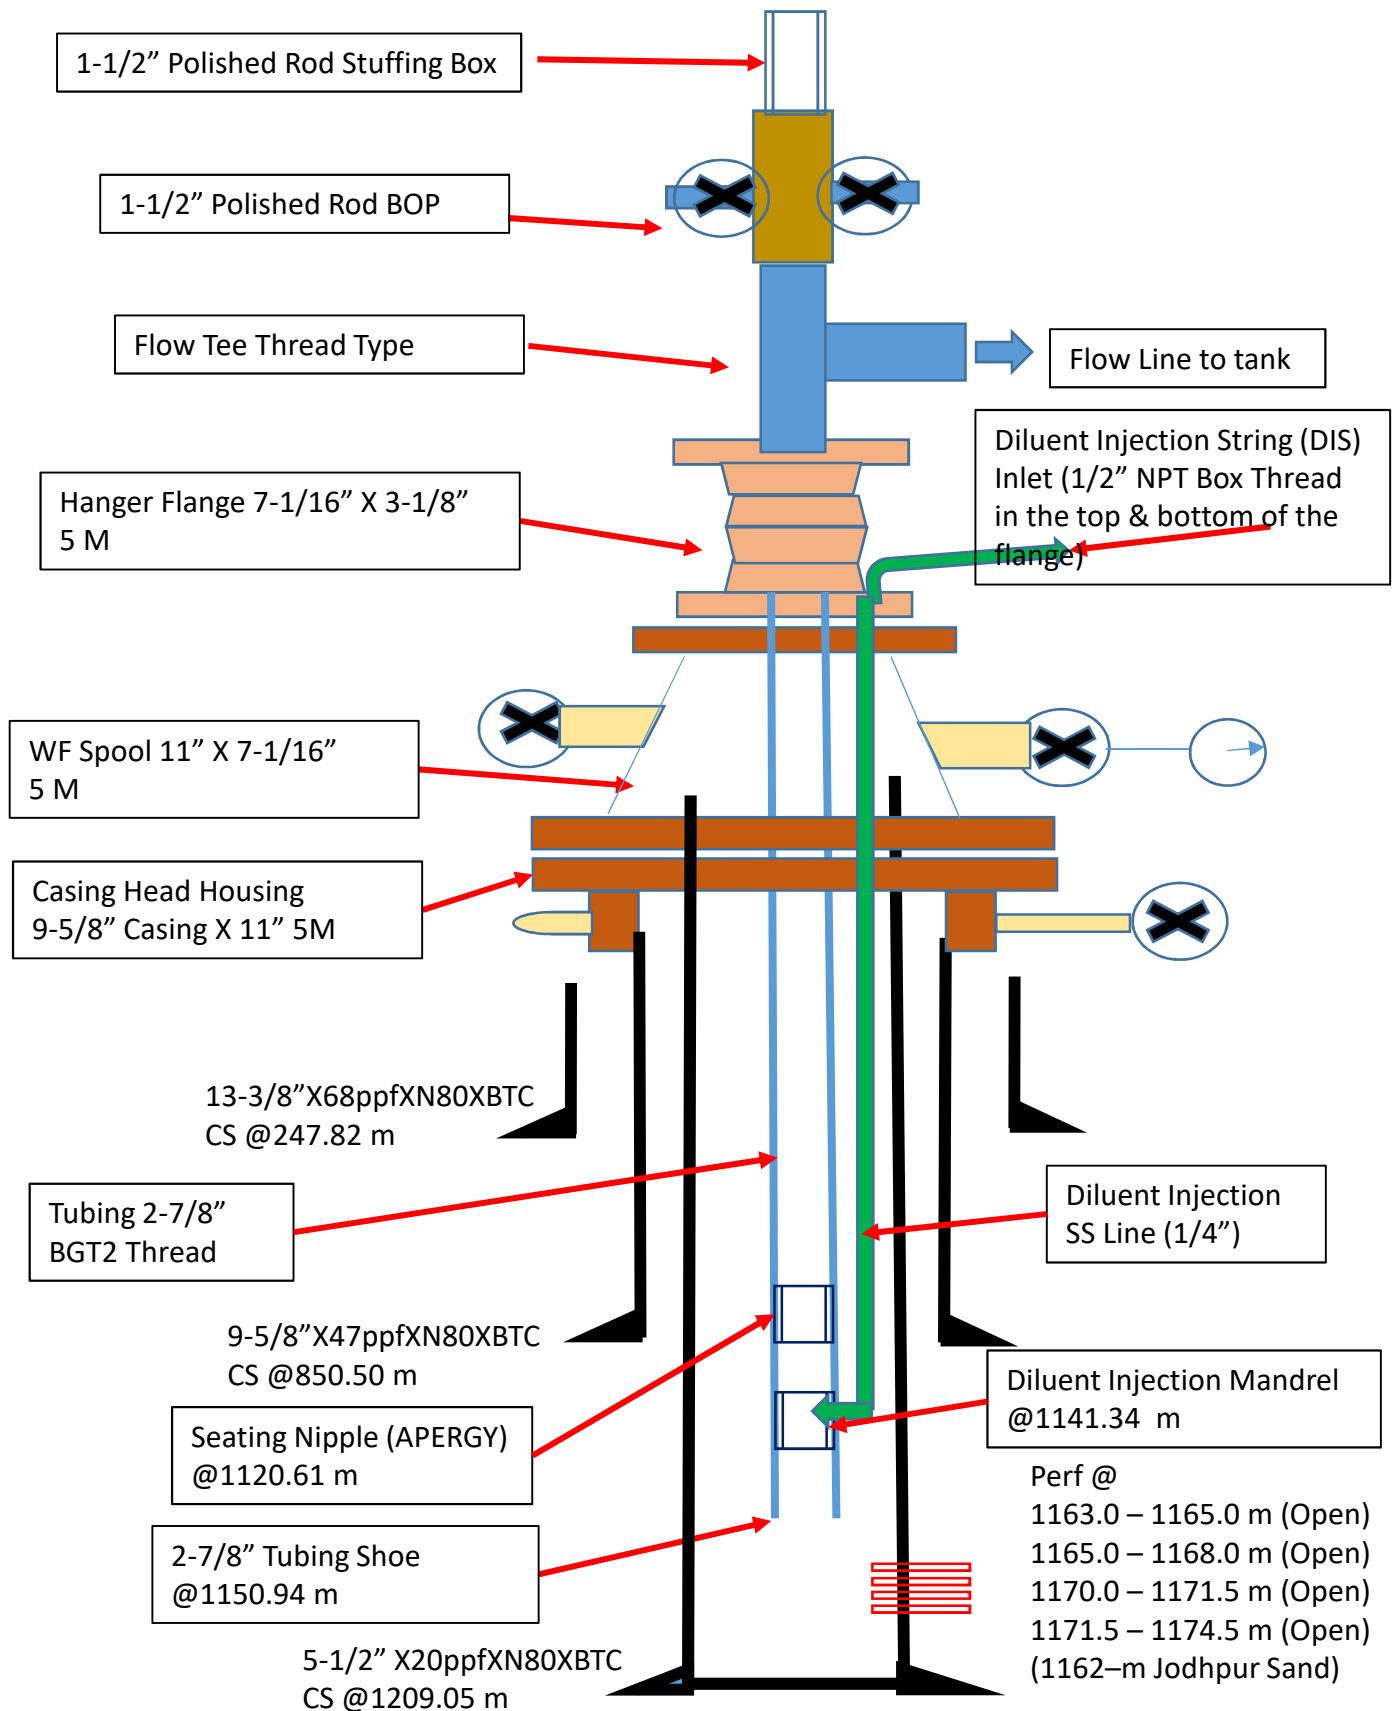 1-1/2” Polished Rod Stuffing Box
1-1/2” Polished Rod BOP
Flow Tee Thread Type
Flow Line to tank
Diluent Injection String (DIS)
Inlet (1/2” NPT Box Thread
in the top & bottom of the
flange)
Hanger Flange 7-1/16” X 3-1/8”
5 M
WF Spool 11” X 7-1/16”
5 M
Casing Head Housing
9-5/8” Casing X 11” 5M
13-3/8”X68ppfXN80XBTC
CS @247.82 m
Tubing 2-7/8”
BGT2 Thread
Diluent Injection
SS Line (1/4”)
9-5/8”X47ppfXN80XBTC
CS @850.50 m
Diluent Injection Mandrel
@1141.34 m
Seating Nipple (APERGY)
@1120.61 m
Perf @
1163.0 – 1165.0 m (Open)
1165.0 – 1168.0 m (Open)
1170.0 – 1171.5 m (Open)
1171.5 – 1174.5 m (Open)
(1162–m Jodhpur Sand)
2-7/8” Tubing Shoe
@1150.94 m
5-1/2” X20ppfXN80XBTC
CS @1209.05 m